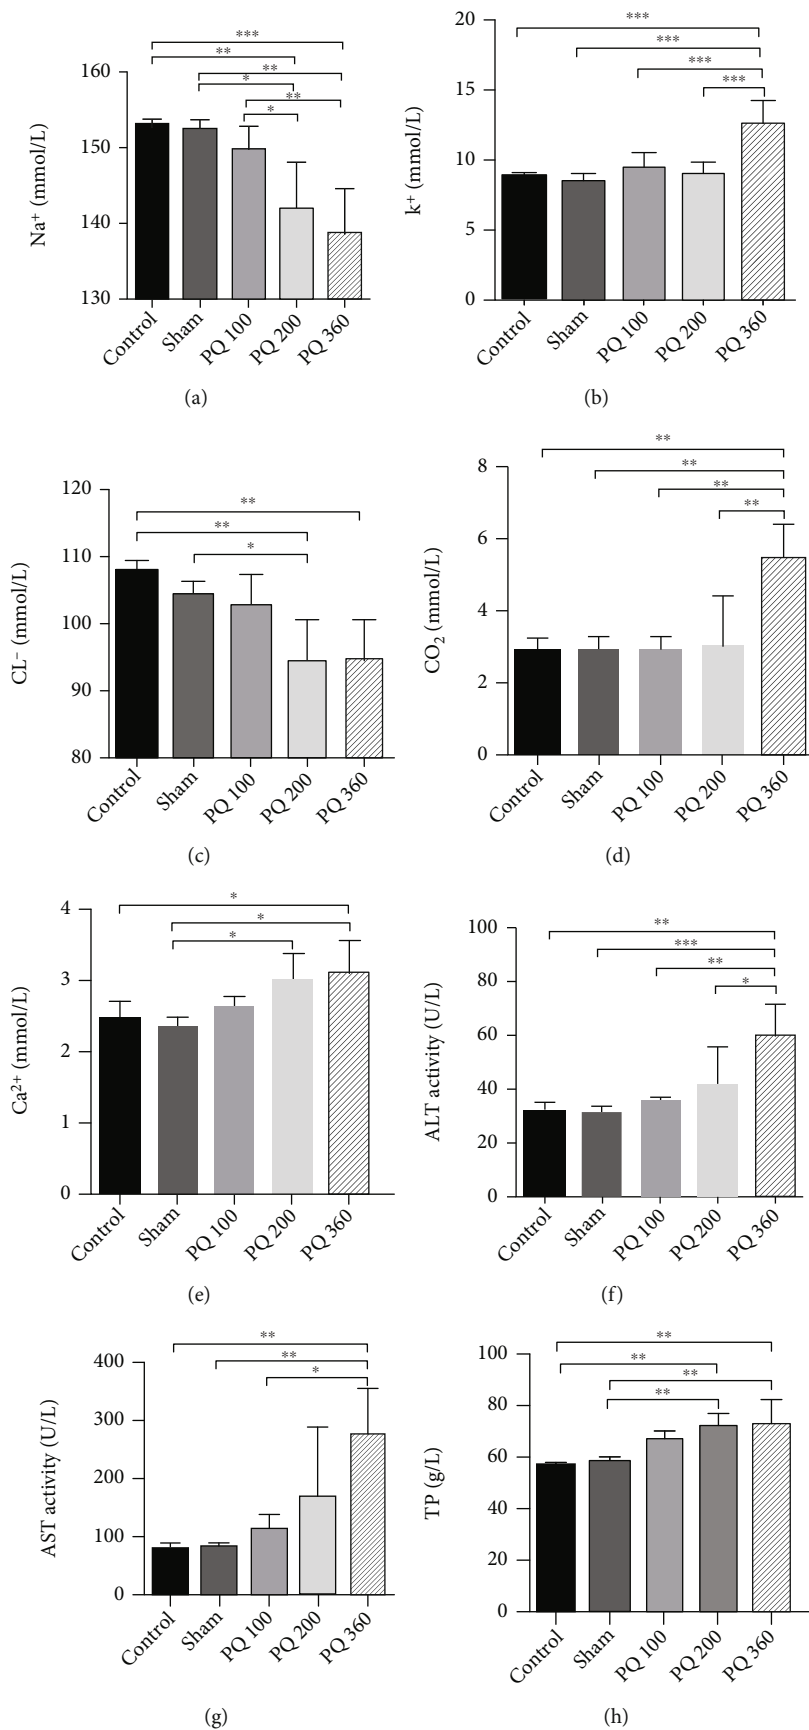 ***
**
**
*
**
*
160
150
140
130
Na⁺ (mmol/L)
Control
Sham
PQ 100
PQ 200
PQ 360
(a)
***
***
***
***
20
15
10
5
0
k⁺ (mmol/L)
Control
Sham
PQ 100
PQ 200
PQ 360
(b)
**
**
*
120
110
100
90
80
CL⁻ (mmol/L)
Control
Sham
PQ 100
PQ 200
PQ 360
(c)
**
**
**
**
8
6
4
2
0
CO₂ (mmol/L)
Control
Sham
PQ 100
PQ 200
PQ 360
(d)
*
*
*
4
3
2
1
0
Ca²⁺ (mmol/L)
Control
Sham
PQ 100
PQ 200
PQ 360
(e)
**
***
**
*
100
80
60
40
20
0
ALT activity (U/L)
Control
Sham
PQ 100
PQ 200
PQ 360
(f)
**
**
*
400
300
200
100
0
AST activity (U/L)
Control
Sham
PQ 100
PQ 200
PQ 360
(g)
**
**
**
**
100
80
60
40
20
0
TP (g/L)
Control
Sham
PQ 100
PQ 200
PQ 360
(h)